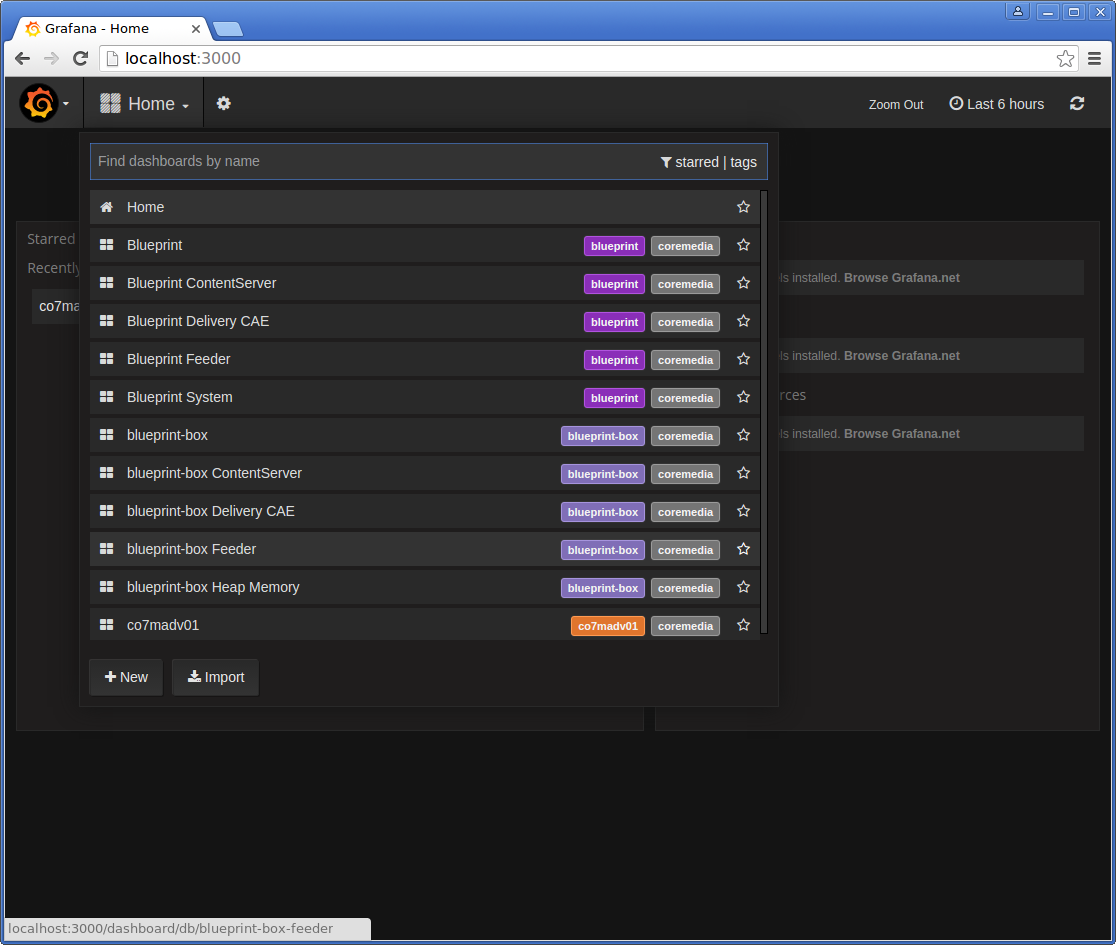 Grafana - Home
localhost:3000
Home
Zoom Out
Last 6 hours
Find dashboards by name
starred | tags
Home
Starred
Blueprint blueprint coremedia
Recently
Blueprint ContentServer blueprint coremedia
installed. Browse Grafana.net
co7ma
Blueprint Delivery CAE blueprint coremedia
Blueprint Feeder blueprint coremedia
installed. Browse Grafana.net
Blueprint System blueprint coremedia
rces
blueprint-box blueprint-box coremedia
installed. Browse Grafana.net
blueprint-box ContentServer blueprint-box coremedia
blueprint-box Delivery CAE blueprint-box coremedia
blueprint-box Feeder blueprint-box coremedia
blueprint-box Heap Memory blueprint-box coremedia
co7madv01 co7madv01 coremedia
New
Import
localhost:3000/dashboard/db/blueprint-box-feeder